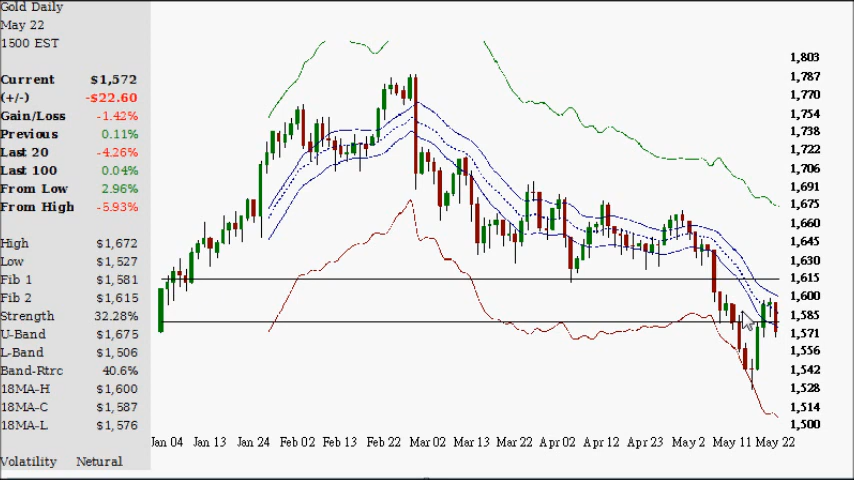 Gold Daily
May 22
1500 EST
Current $1,572
(+/-) -$22.60
Gain/Loss -1.42%
Previous 0.11%
Last 20 -4.26%
Last 100 0.04%
From Low 2.96%
From High -5.93%
High $1,672
Low $1,527
Fib 1 $1,581
Fib 2 $1,615
Strength 32.28%
U-Band $1,675
L-Band $1,506
Band-Rtrc 40.6%
18MA-H $1,600
18MA-C $1,587
18MA-L $1,576
Volatility Netural
1,803
1,787
1,770
1,754
1,738
1,722
1,706
1,691
1,675
1,660
1,645
1,630
1,615
1,600
1,585
1,571
1,556
1,542
1,528
1,514
1,500
Jan 04 Jan 13 Jan 24 Feb 02 Feb 13 Feb 22 Mar 02 Mar 13 Mar 22 Apr 02 Apr 12 Apr 23 May 2 May 11 May 22